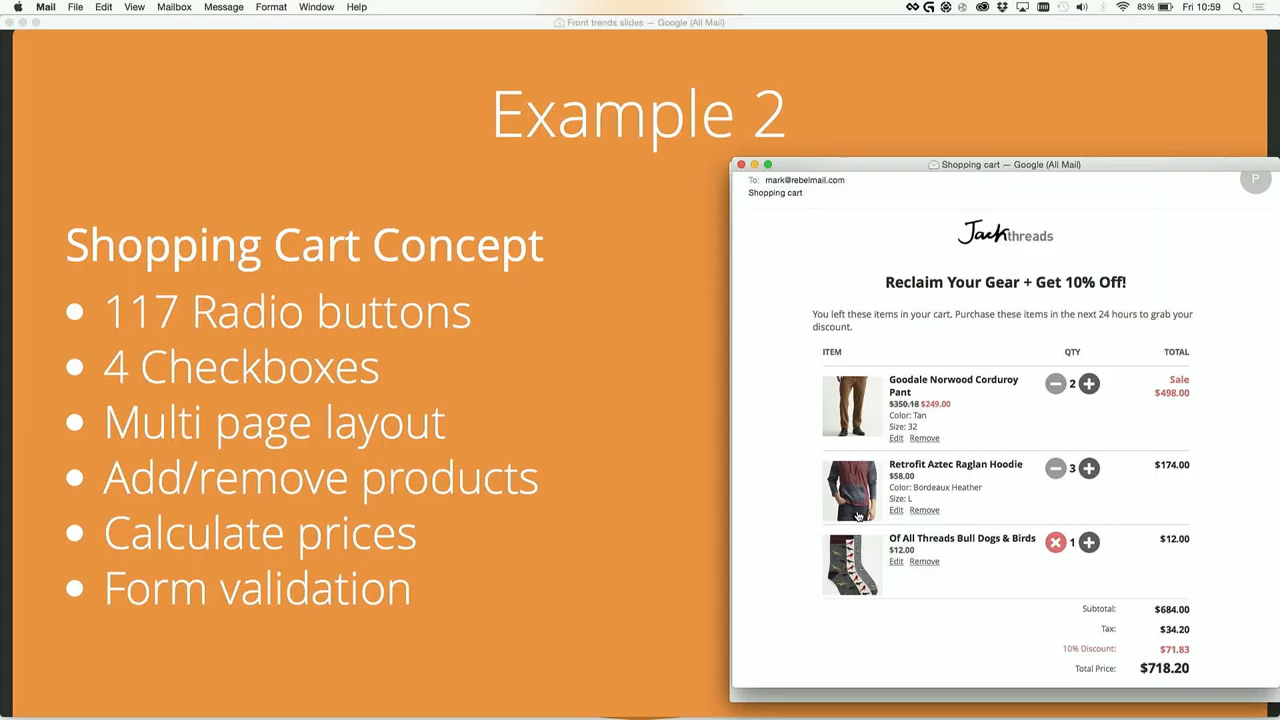 Mail File Edit View Mailbox Message Format Window Help 83% Fri 10:59
Front trends slides — Google (All Mail)
Example 2
Shopping Cart Concept
• 117 Radio buttons
• 4 Checkboxes
• Multi page layout
• Add/remove products
• Calculate prices
• Form validation
Shopping cart — Google (All Mail)
To: mark@rebelmail.com
P
Shopping cart
Jackthreads
Reclaim Your Gear + Get 10% Off!
You left these items in your cart. Purchase these items in the next 24 hours to grab your
discount.
ITEM QTY TOTAL
Goodale Norwood Corduroy
Pant
$350.18 $249.00
Color: Tan
Size: 32
Edit Remove
2
Sale
$498.00
Retrofit Aztec Raglan Hoodie
$58.00
Color: Bordeaux Heather
Size: L
Edit Remove
3
$174.00
Of All Threads Bull Dogs & Birds
$12.00
Edit Remove
1
$12.00
Subtotal: $684.00
Tax: $34.20
10% Discount: $71.83
Total Price: $718.20